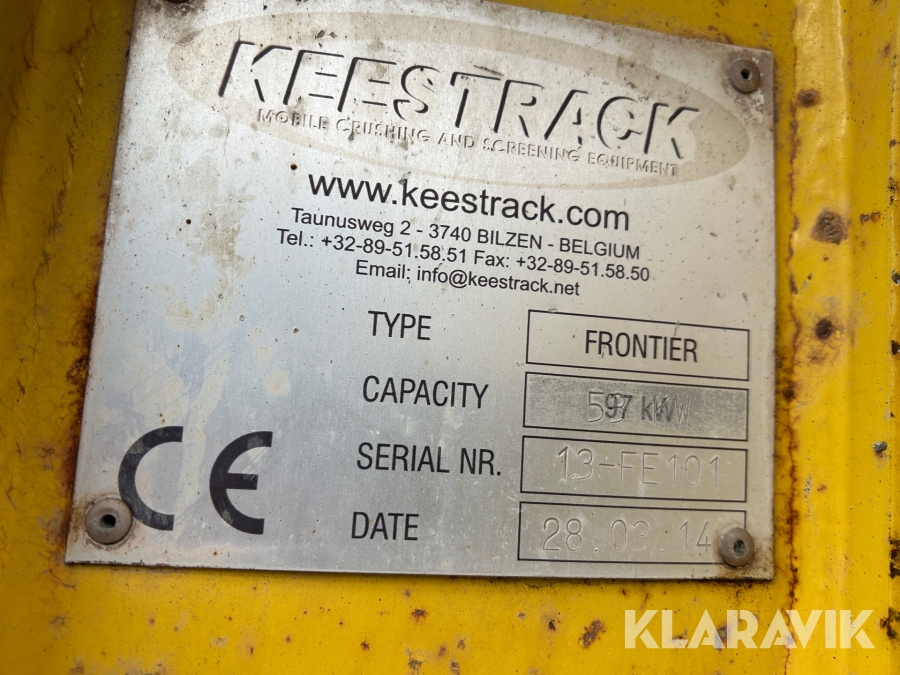 KEESTRACK
MOBILE CRUSHING AND SCREENING EQUIPMENT
www.keestrack.com
Taunusweg 2 - 3740 BILZEN - BELGIUM
Tel.: +32-89-51.58.51 Fax: +32-89-51.58.50
Email: info@keestrack.net
TYPE FRONTIER
CAPACITY
SERIAL NR. 13-FE101
CE
DATE 28.03.14
KLARAVIK